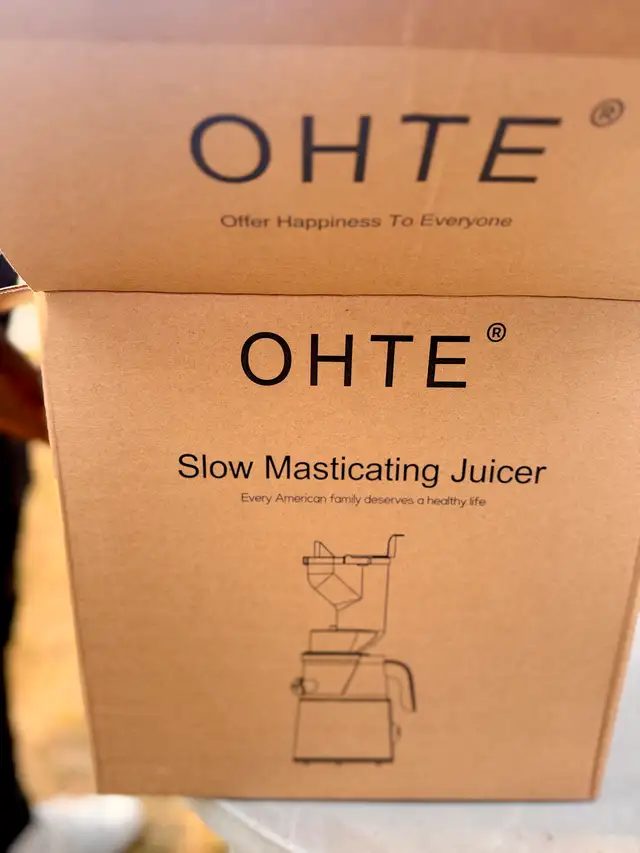 OHTE®
Offer Happiness To Everyone
OHTE®
Slow Masticating Juicer
Every American family deserves a healthy life